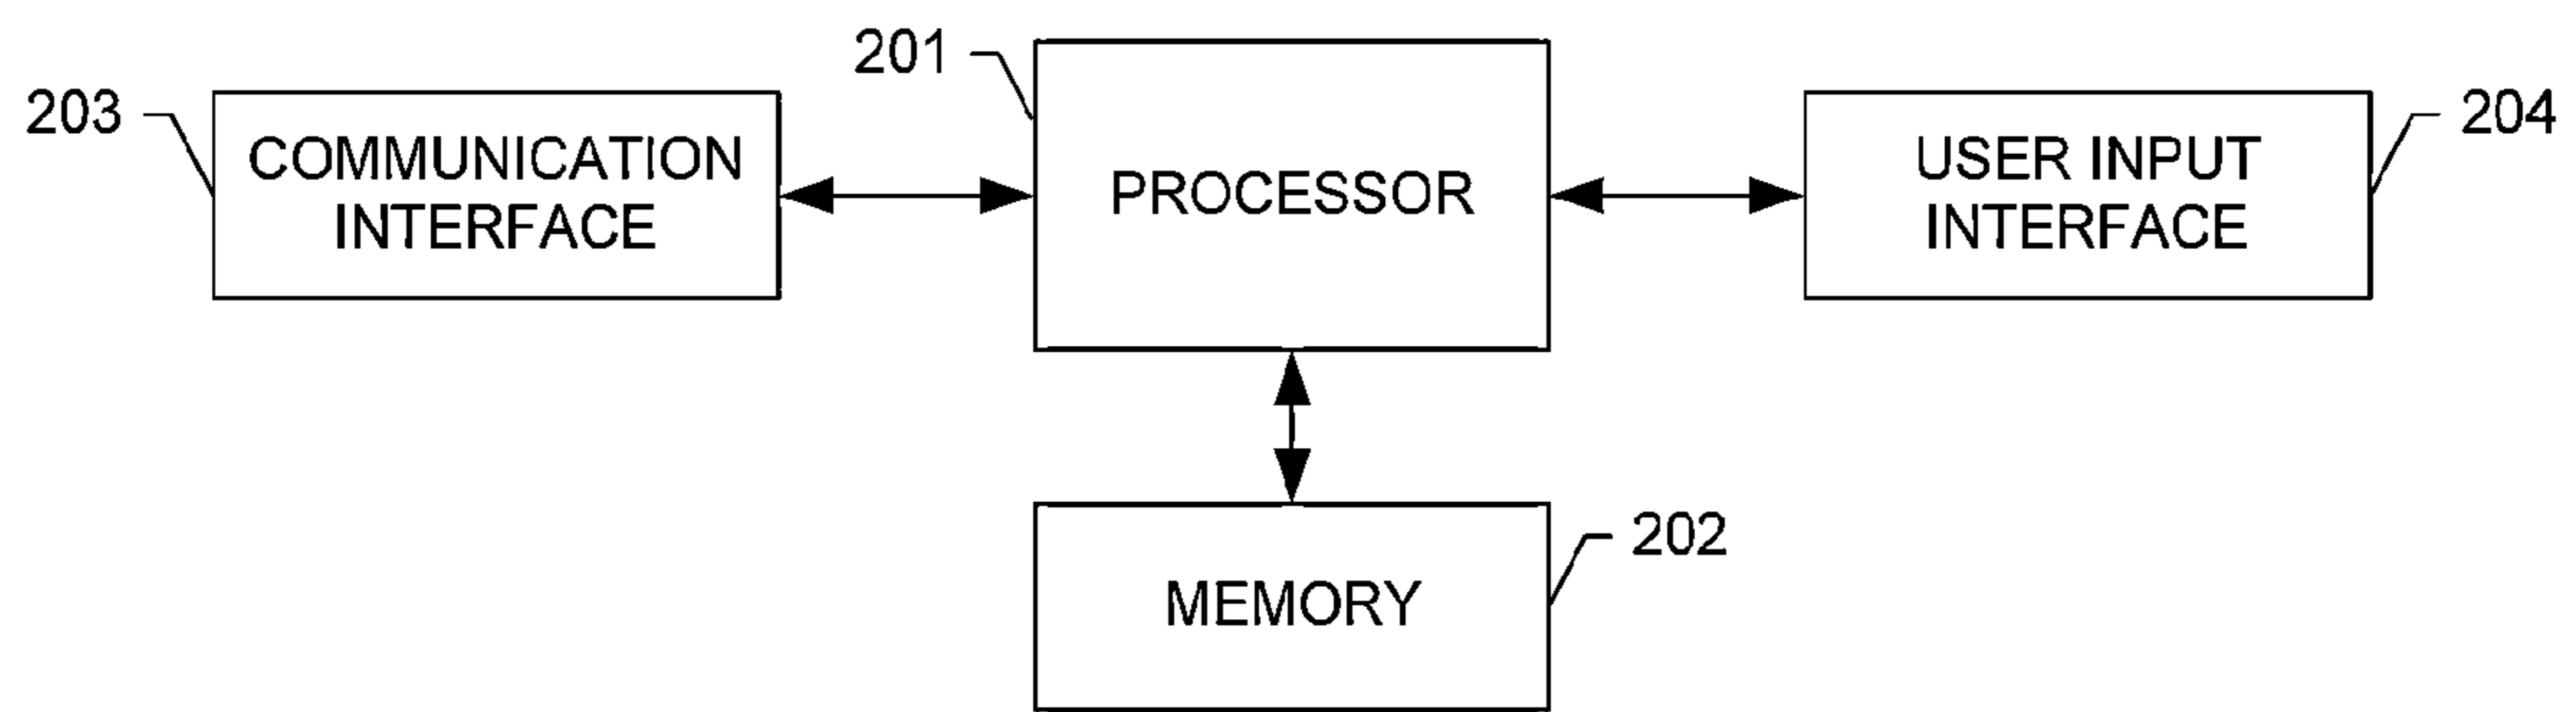 201
203
COMMUNICATION
INTERFACE
PROCESSOR
USER INPUT
INTERFACE
204
202
MEMORY